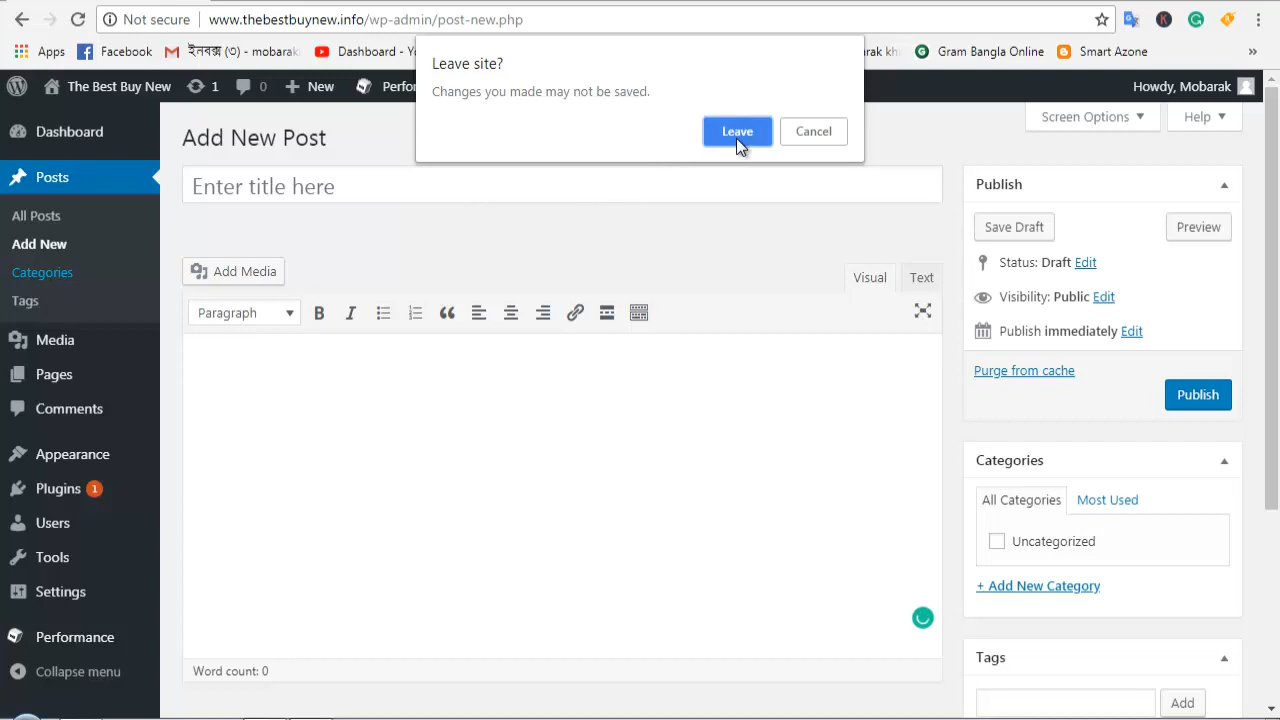 Not secure
www.thebestbuynew.info/wp-admin/post-new.php
Apps
Facebook
ইনবক্স (৩) - mobarak
Dashboard - Yo
Gram Bangla Online
Smart Azone
»
Leave site?
Changes you made may not be saved.
Leave
Cancel
The Best Buy New
1
0
New
Perfor
Howdy, Mobarak
Dashboard
Posts
All Posts
Add New
Categories
Tags
Media
Pages
Comments
Appearance
Plugins 1
Users
Tools
Settings
Performance
Collapse menu
Add New Post
Screen Options
Help
Enter title here
Add Media
Visual
Text
Paragraph
B
I
Word count: 0
Publish
Save Draft
Preview
Status: Draft Edit
Visibility: Public Edit
Publish immediately Edit
Purge from cache
Publish
Categories
All Categories
Most Used
Uncategorized
+ Add New Category
Tags
Add